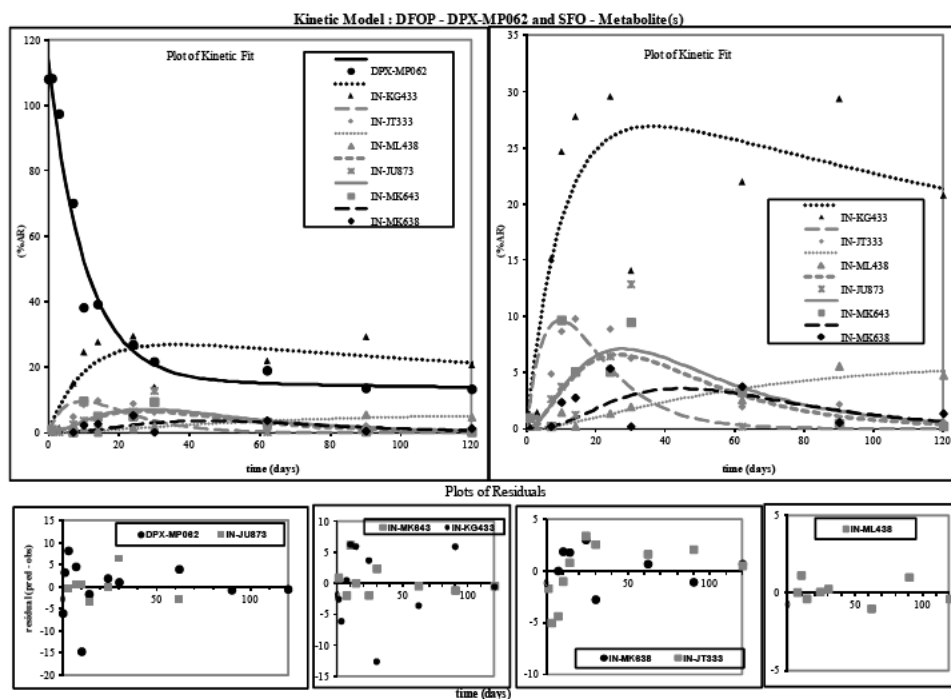 Kinetic Model : DFOP - DPX-MP062 and SFO - Metabolite(s)
Plot of Kinetic Fit
DPX-MP062
IN-KG433
IN-JT333
IN-ML438
IN-JU873
IN-MK643
IN-MK638
(%AR)
120
100
80
60
40
20
0
0
20
40
60
80
100
120
time (days)
Plot of Kinetic Fit
IN-KG433
IN-JT333
IN-ML438
IN-JU873
IN-MK643
IN-MK638
(%AR)
35
30
25
20
15
10
5
0
0
20
40
60
80
100
120
time (days)
Plots of Residuals
residual (pred - obs)
15
10
5
0
-5
-10
-15
-20
DPX-MP062
IN-JU873
50
100
10
5
0
-5
-10
-15
IN-MK643
IN-KG433
50
100
5
0
-5
-10
50
100
IN-MK638
IN-JT333
5
0
-5
IN-ML438
50
100
time (days)